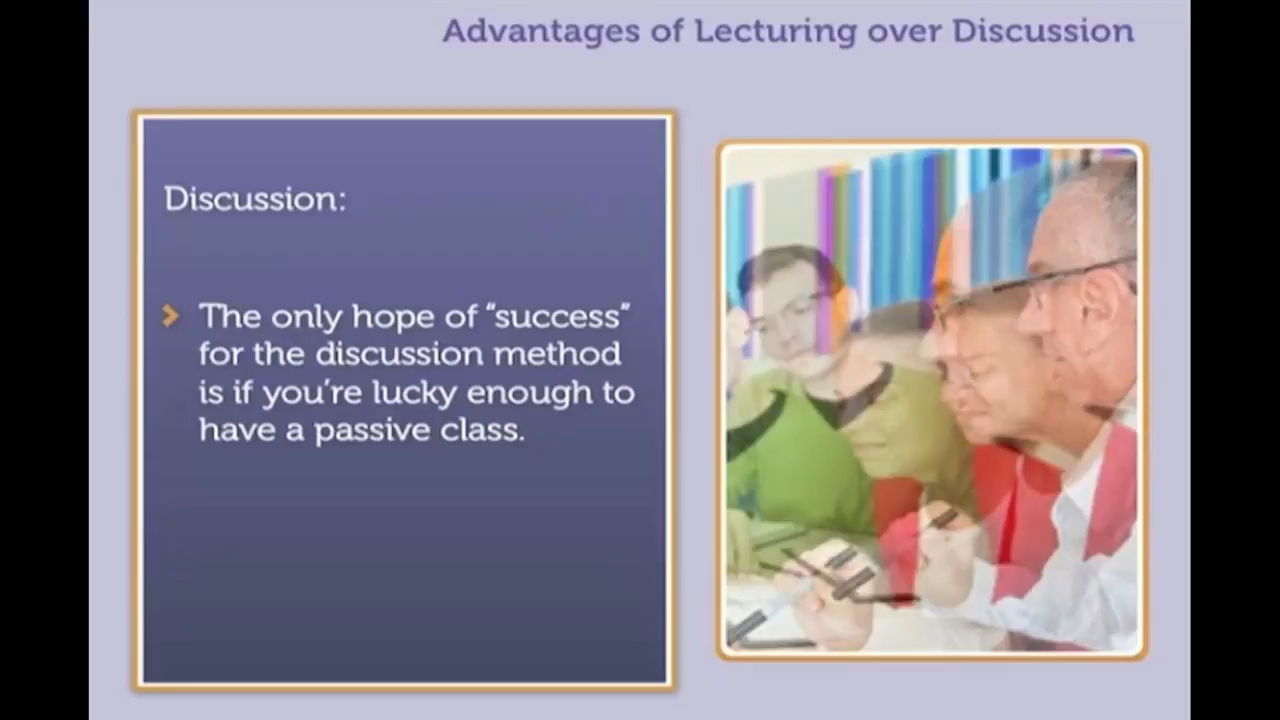 Advantages of Lecturing over Discussion
Discussion:
The only hope of “success”
for the discussion method
is if you’re lucky enough to
have a passive class.